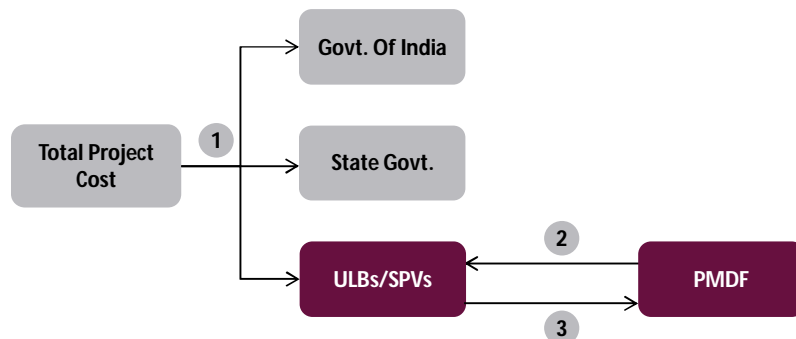 Govt. Of India
1
Total Project
Cost
State Govt.
2
ULBs/SPVs
PMDF
3